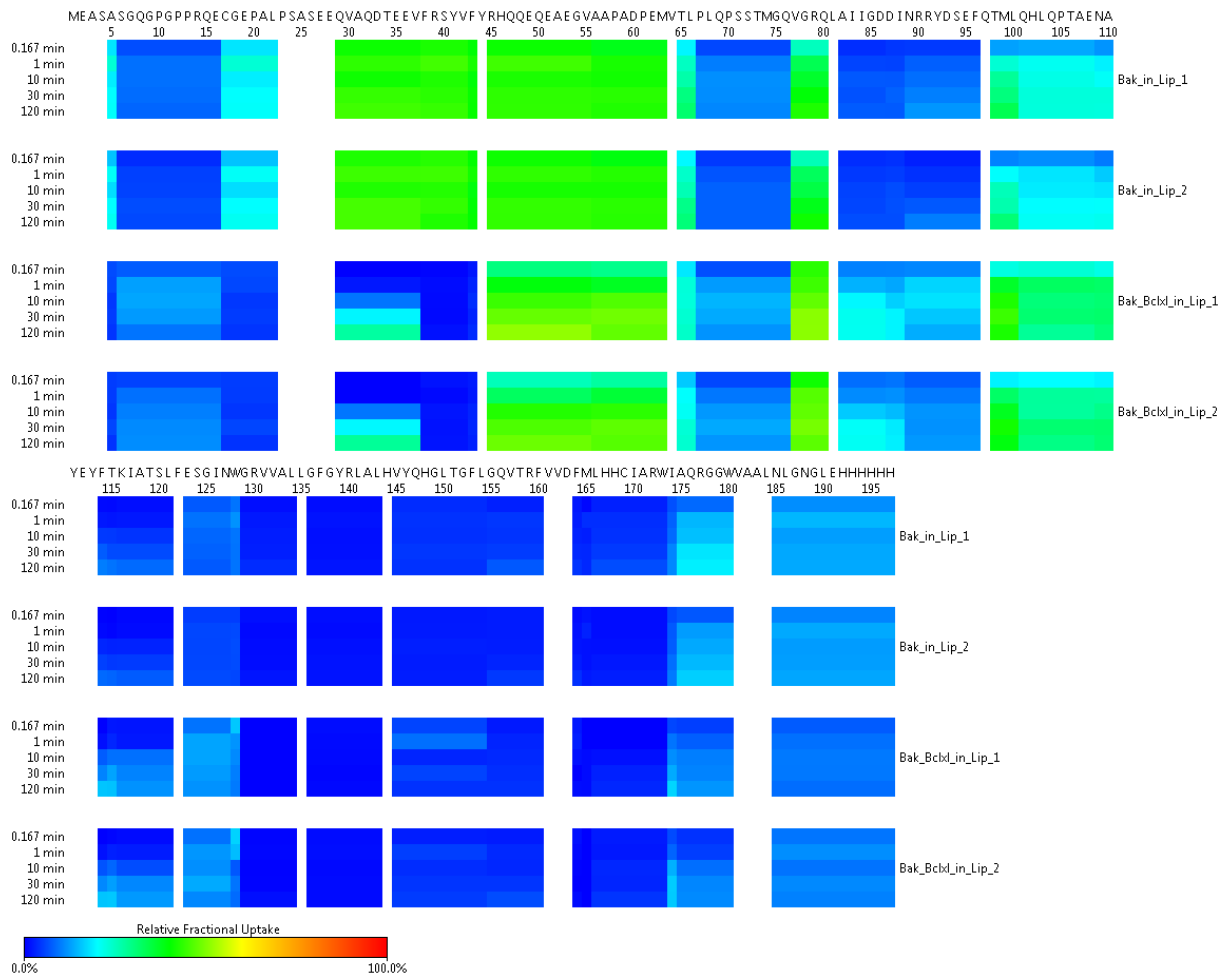 MEASASGQGPGPPRQECGEPALPSASEEQVAQDTEEVFRSYVFYRHQQEQEAEGVAAPADPEMVTLPLQPSSTMGQVGRQLAIIGDDINRRYDSEFQTMLQHLQPTAENA
5 10 15 20 25 30 35 40 45 50 55 60 65 70 75 80 85 90 95 100 105 110
0.167 min
1 min
10 min
30 min
120 min
Bak_in_Lip_1
0.167 min
1 min
10 min
30 min
120 min
Bak_in_Lip_2
0.167 min
1 min
10 min
30 min
120 min
Bak_Bclxl_in_Lip_1
0.167 min
1 min
10 min
30 min
120 min
Bak_Bclxl_in_Lip_2
YEYFTKIATSLFESGINWGRVVALLGFGYRLALHVYQHGLTGFLGQVTRFVVDFMLHHCIARWIAQRGGWVAALNLGNGLEHHHHHH
115 120 125 130 135 140 145 150 155 160 165 170 175 180 185 190 195
0.167 min
1 min
10 min
30 min
120 min
Bak_in_Lip_1
0.167 min
1 min
10 min
30 min
120 min
Bak_in_Lip_2
0.167 min
1 min
10 min
30 min
120 min
Bak_Bclxl_in_Lip_1
0.167 min
1 min
10 min
30 min
120 min
Bak_Bclxl_in_Lip_2
Relative Fractional Uptake
0.0% 100.0%